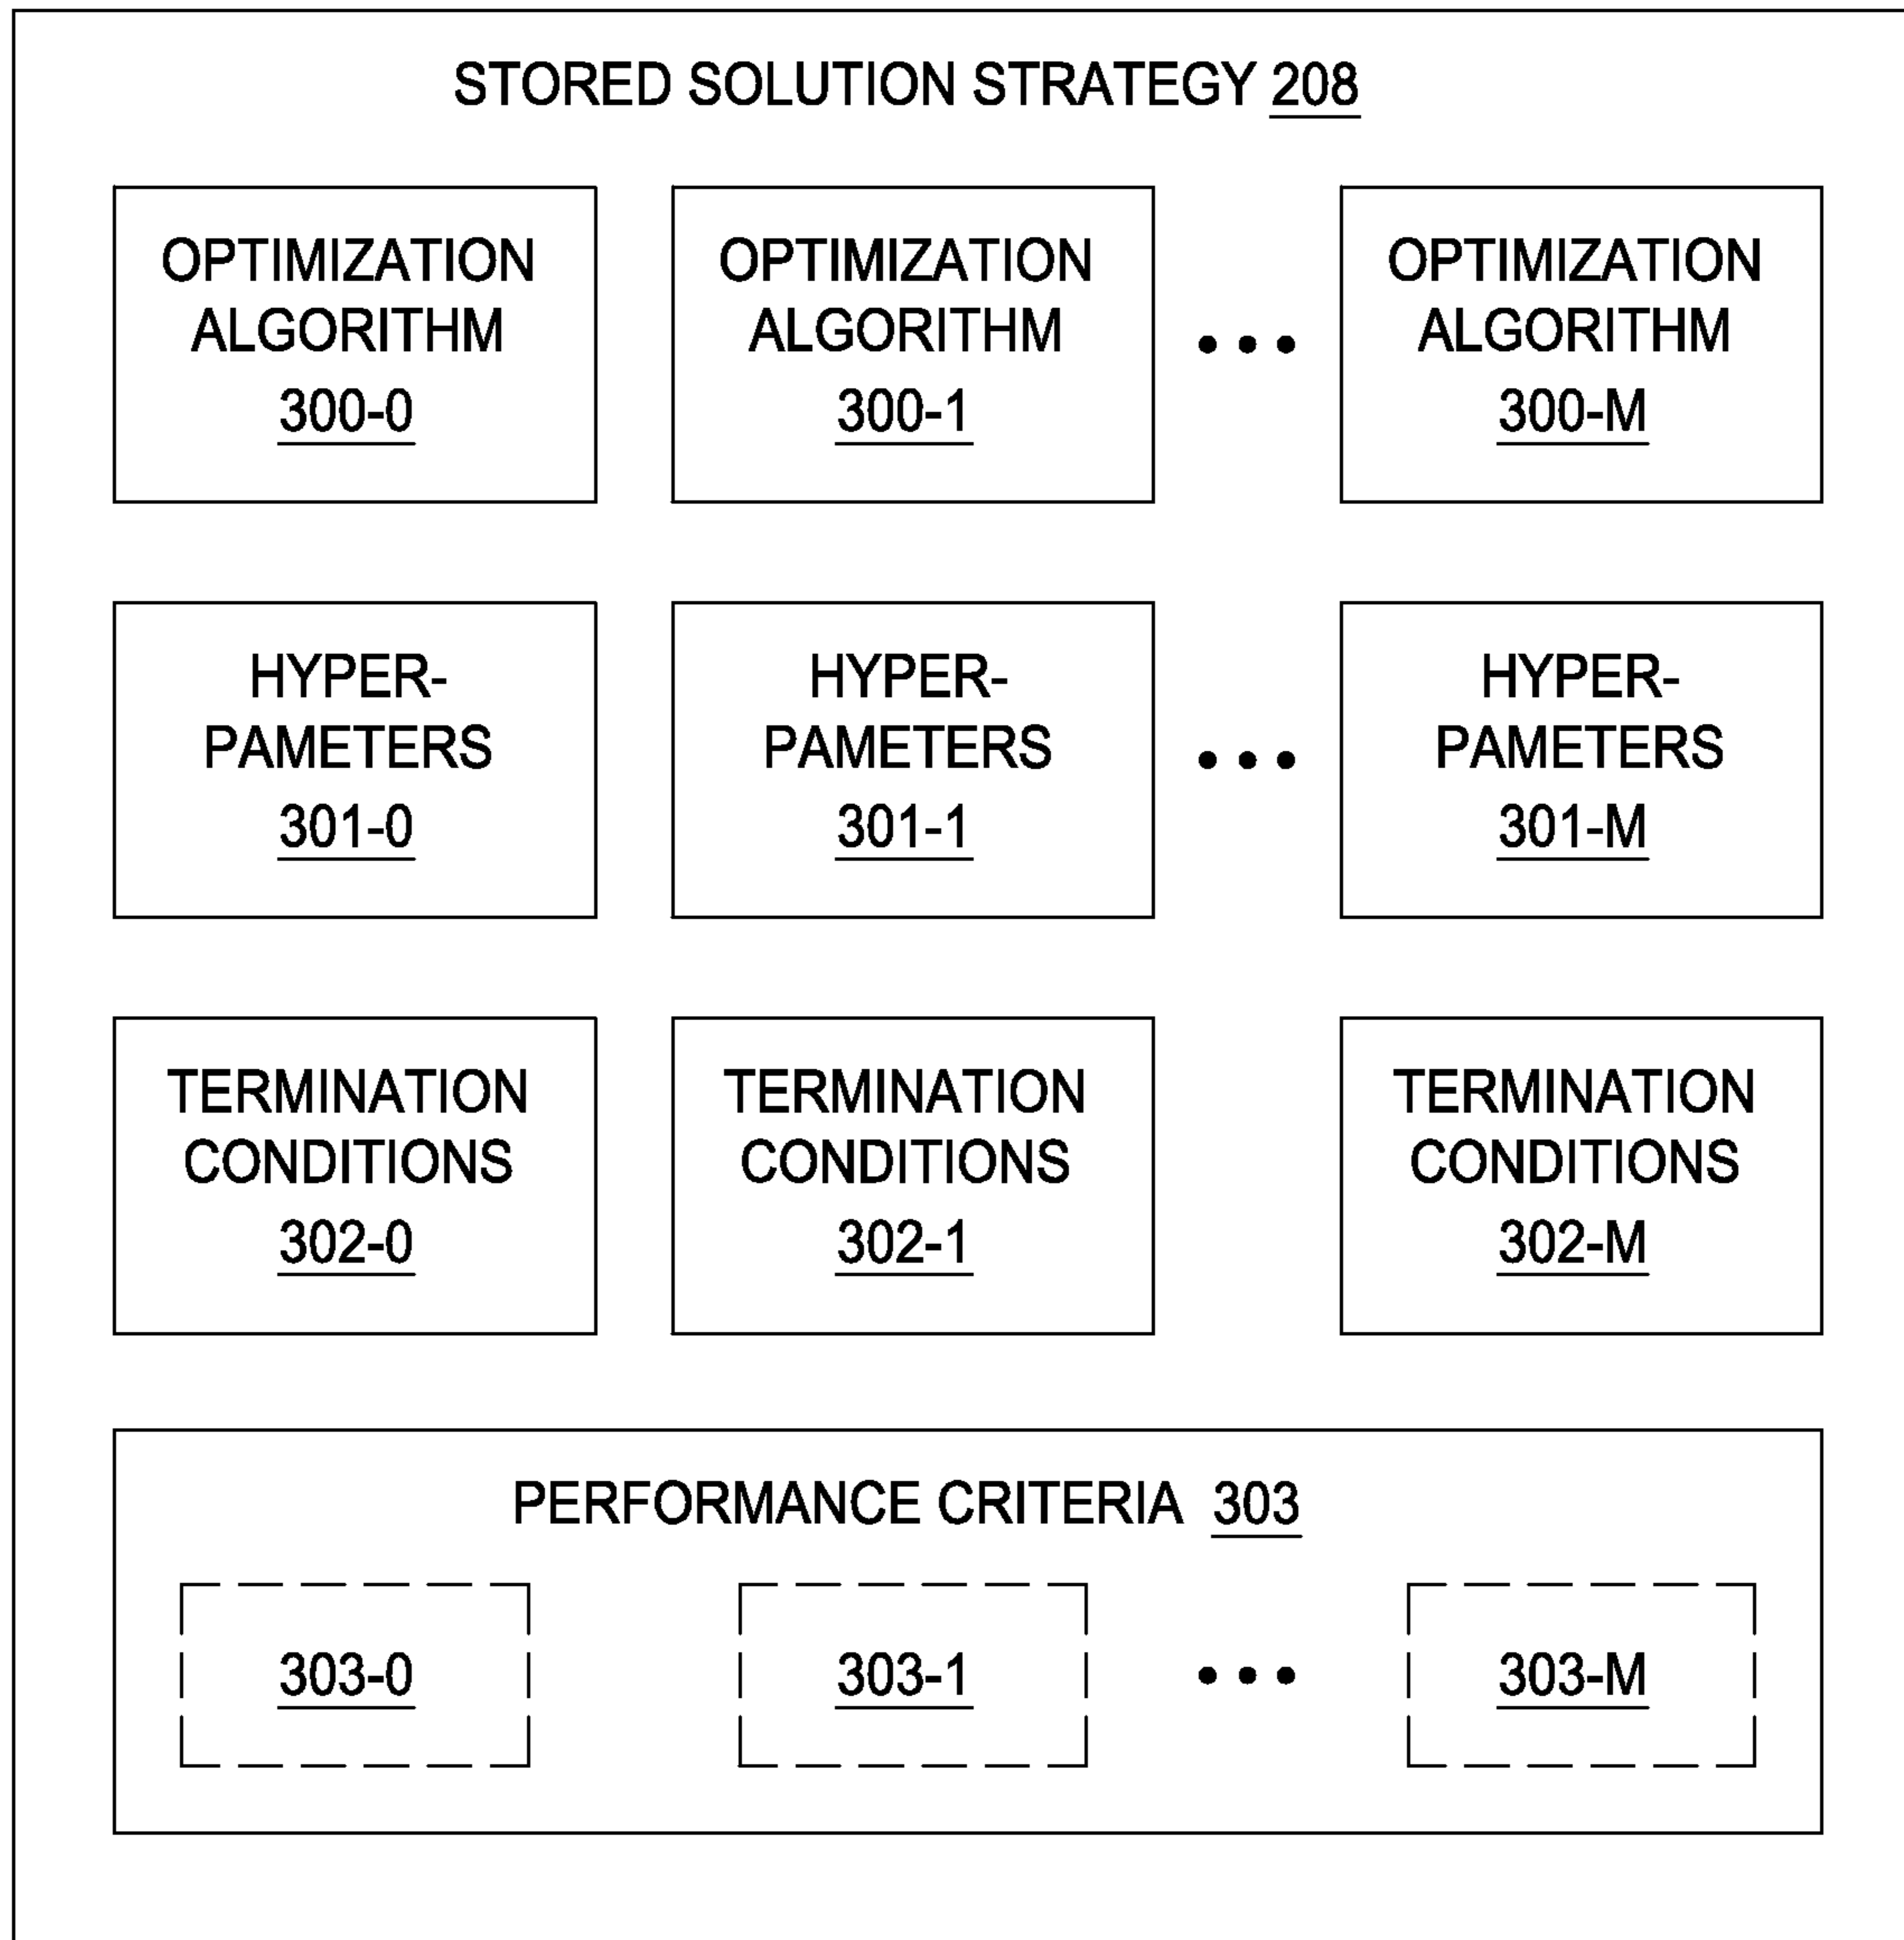 STORED SOLUTION STRATEGY 208
OPTIMIZATION
ALGORITHM
300-0
OPTIMIZATION
ALGORITHM
300-1
• • •
OPTIMIZATION
ALGORITHM
300-M
HYPER-
PAMETERS
301-0
HYPER-
PAMETERS
301-1
• • •
HYPER-
PAMETERS
301-M
TERMINATION
CONDITIONS
302-0
TERMINATION
CONDITIONS
302-1
TERMINATION
CONDITIONS
302-M
PERFORMANCE CRITERIA 303
303-0
303-1
• • •
303-M